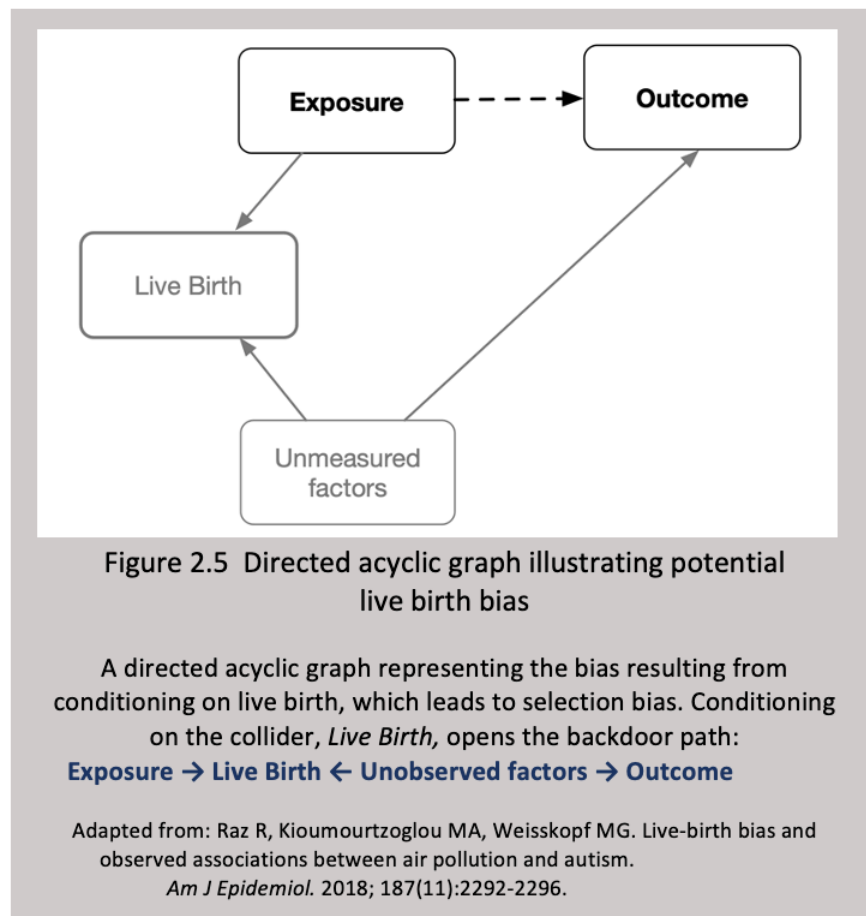 Exposure
Outcome
Live Birth
Unmeasured
factors
Figure 2.5 Directed acyclic graph illustrating potential
live birth bias
A directed acyclic graph representing the bias resulting from
conditioning on live birth, which leads to selection bias. Conditioning
on the collider, Live Birth, opens the backdoor path:
Exposure → Live Birth ← Unobserved factors → Outcome
Adapted from: Raz R, Kioumourtzoglou MA, Weisskopf MG. Live-birth bias and
observed associations between air pollution and autism.
Am J Epidemiol. 2018; 187(11):2292-2296.